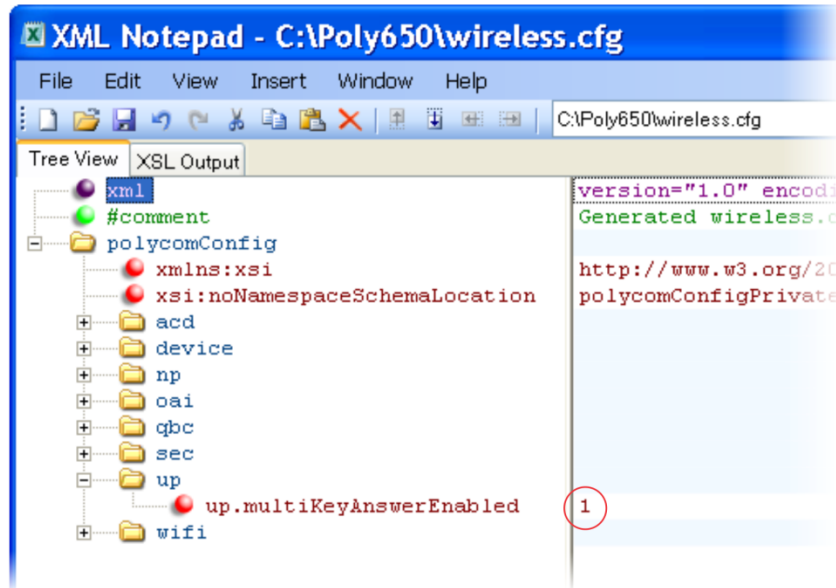 XML Notepad - C:\Poly650\wireless.cfg
File Edit View Insert Window Help
C:\Poly650\wireless.cfg
Tree View XSL Output
xml version="1.0" encodi
#comment Generated wireless.c
polycomConfig
xmlns:xsi http://www.w3.org/20
xsi:noNamespaceSchemaLocation polycomConfigPrivate
acd
device
np
oai
qbc
sec
up
up.multiKeyAnswerEnabled 1
wifi